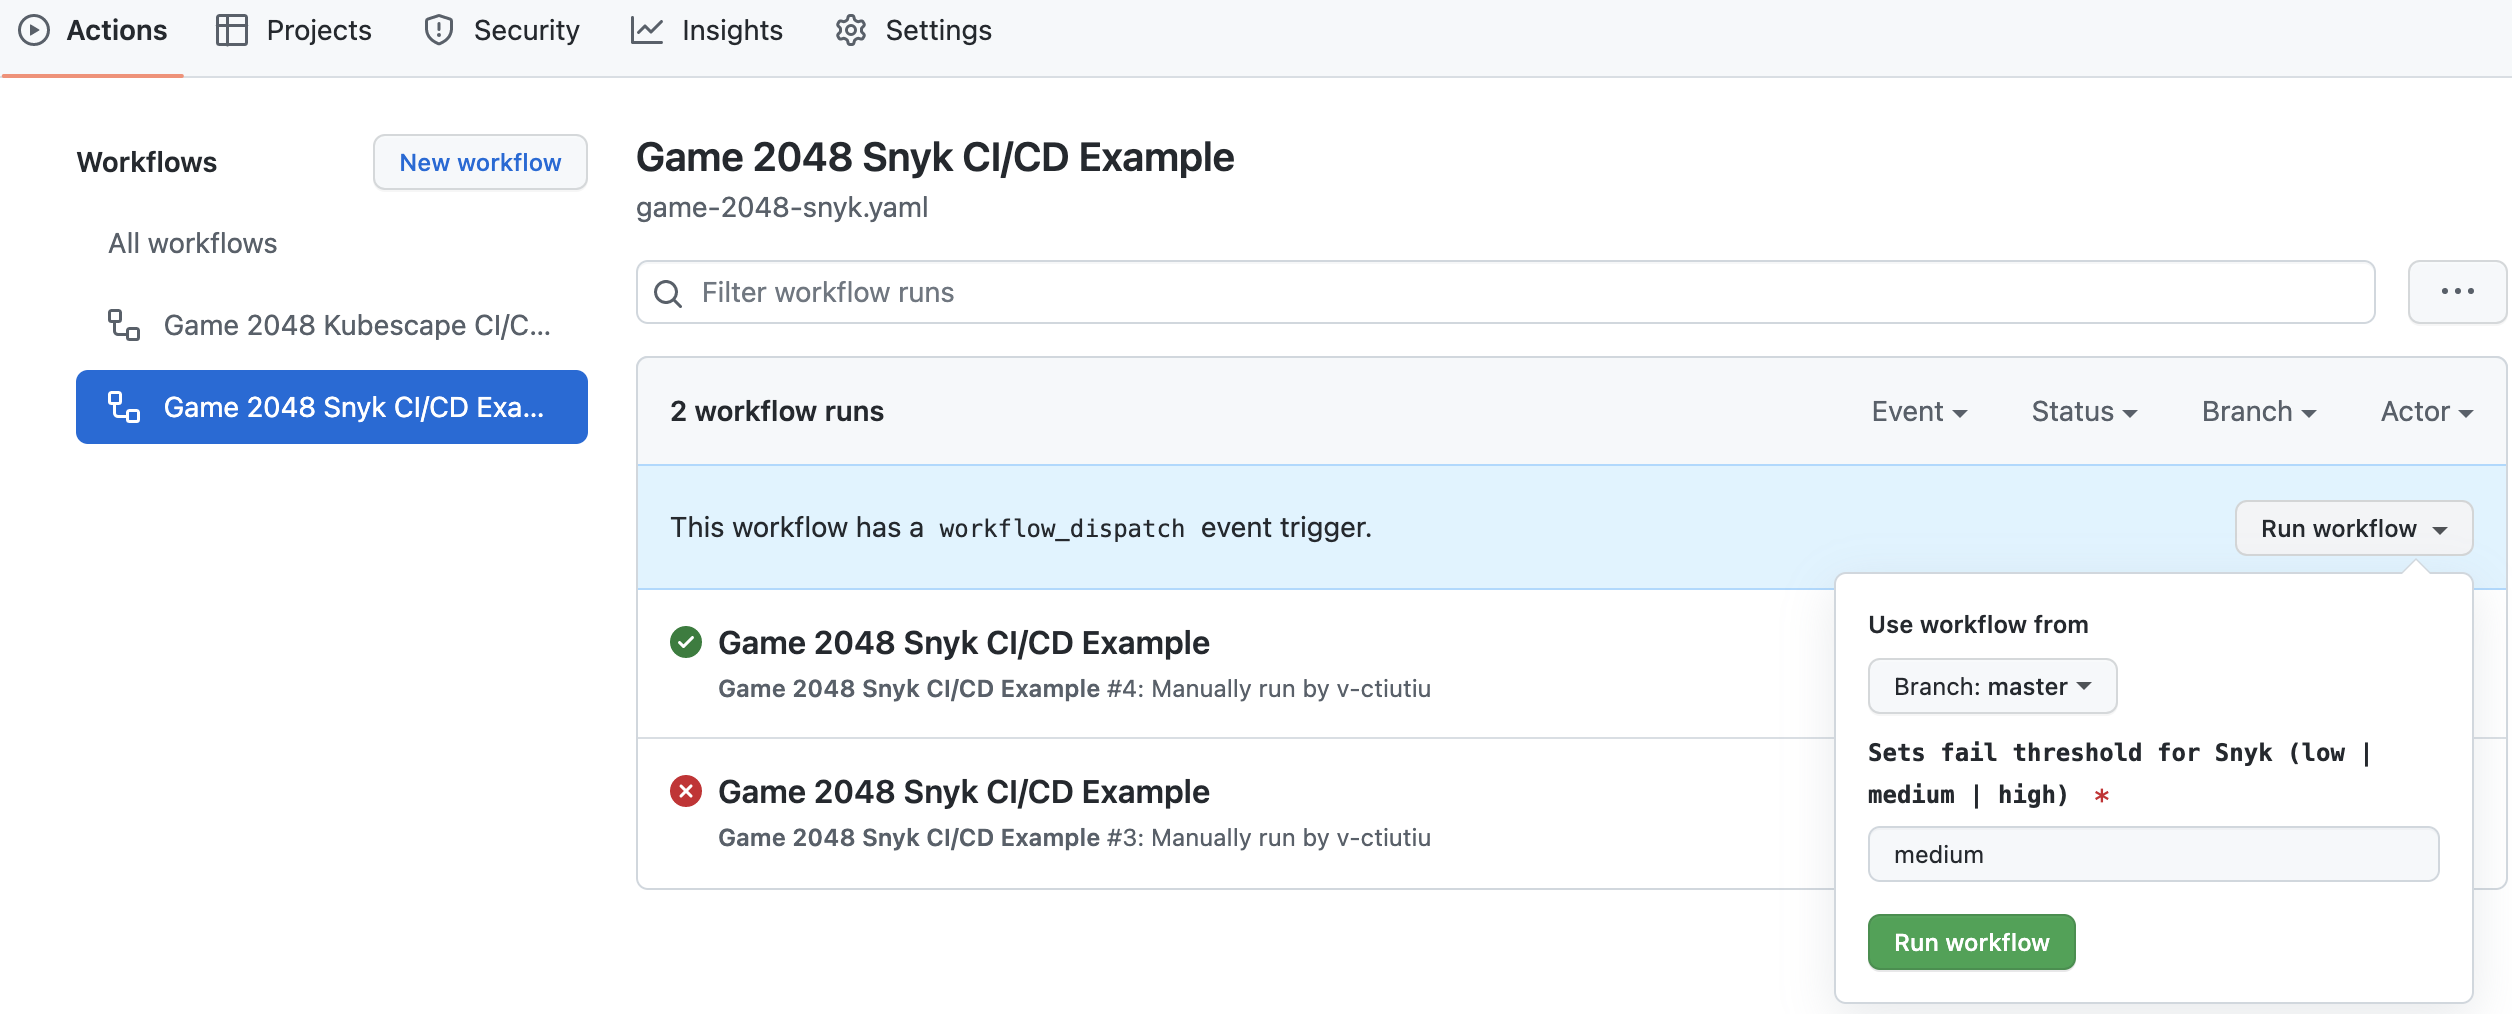 Actions Projects Security Insights Settings
Workflows
New workflow
All workflows
Game 2048 Kubescape CI/C...
Game 2048 Snyk CI/CD Exa...
Game 2048 Snyk CI/CD Example
game-2048-snyk.yaml
Filter workflow runs
2 workflow runs
Event Status Branch Actor
This workflow has a workflow_dispatch event trigger.
Run workflow
Game 2048 Snyk CI/CD Example
Game 2048 Snyk CI/CD Example #4: Manually run by v-ctiutiu
Game 2048 Snyk CI/CD Example
Game 2048 Snyk CI/CD Example #3: Manually run by v-ctiutiu
Use workflow from
Branch: master
Sets fail threshold for Snyk (low |
medium | high) *
medium
Run workflow